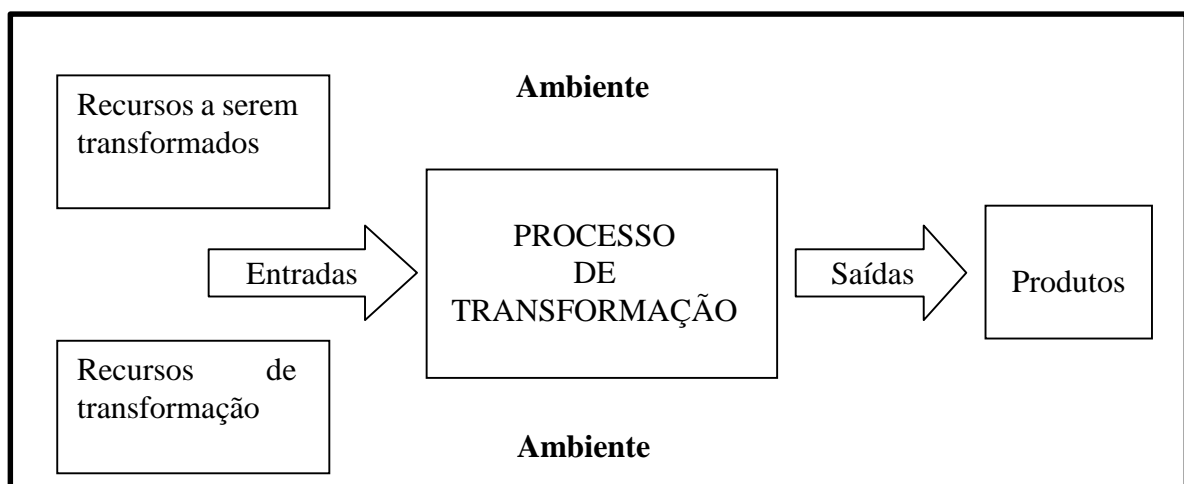 Ambiente
Recursos a serem
transformados
PROCESSO
DE
TRANSFORMAÇÃO
Entradas
Saídas
Produtos
Recursos de
transformação
Ambiente